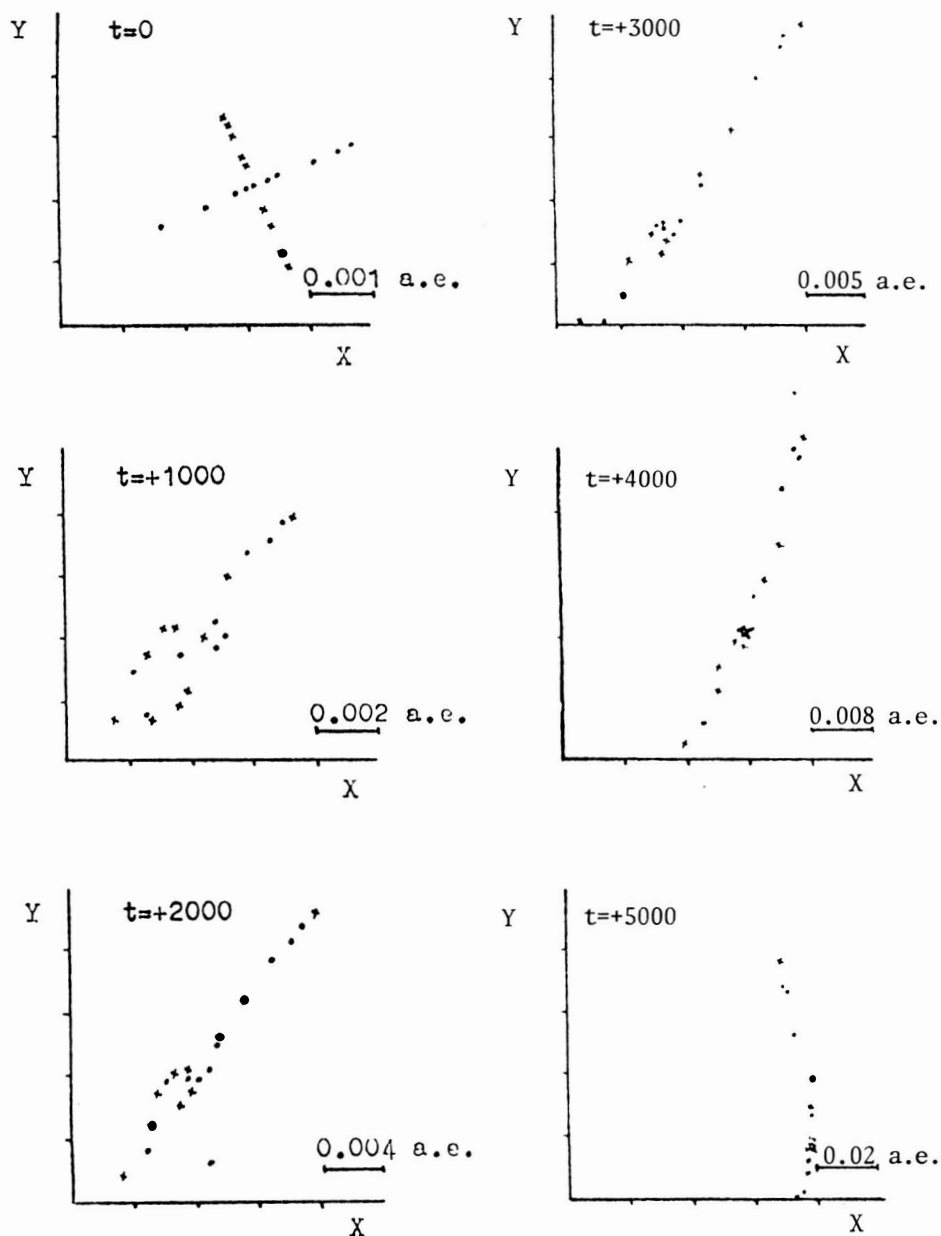 Y
t=0
0.001 a.e.
X
Y
t=+3000
0.005 a.e.
X
Y
t=+1000
0.002 a.e.
X
Y
t=+4000
0.008 a.e.
X
Y
t=+2000
0.004 a.e.
X
Y
t=+5000
0.02 a.e.
X